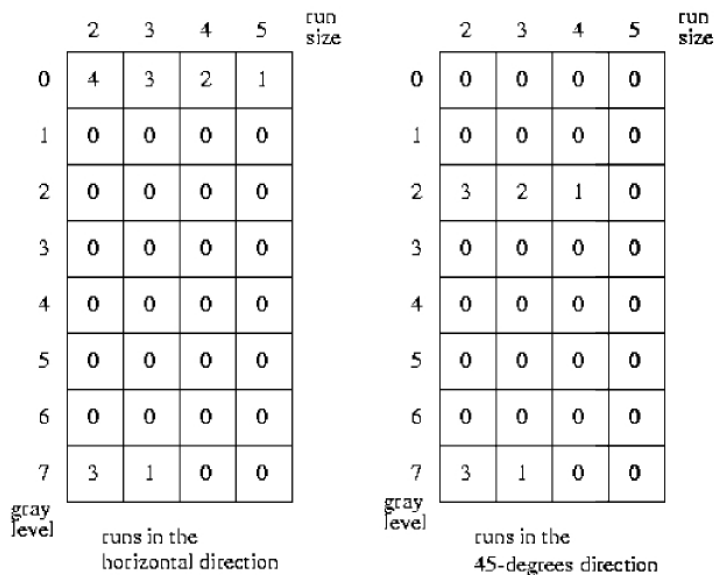 2 3 4 5 run size
0 4 3 2 1
1 0 0 0 0
2 0 0 0 0
3 0 0 0 0
4 0 0 0 0
5 0 0 0 0
6 0 0 0 0
7 3 1 0 0
gray level
runs in the
horizontal direction
2 3 4 5 run size
0 0 0 0 0
1 0 0 0 0
2 3 2 1 0
3 0 0 0 0
4 0 0 0 0
5 0 0 0 0
6 0 0 0 0
7 3 1 0 0
gray level
runs in the
45-degrees direction